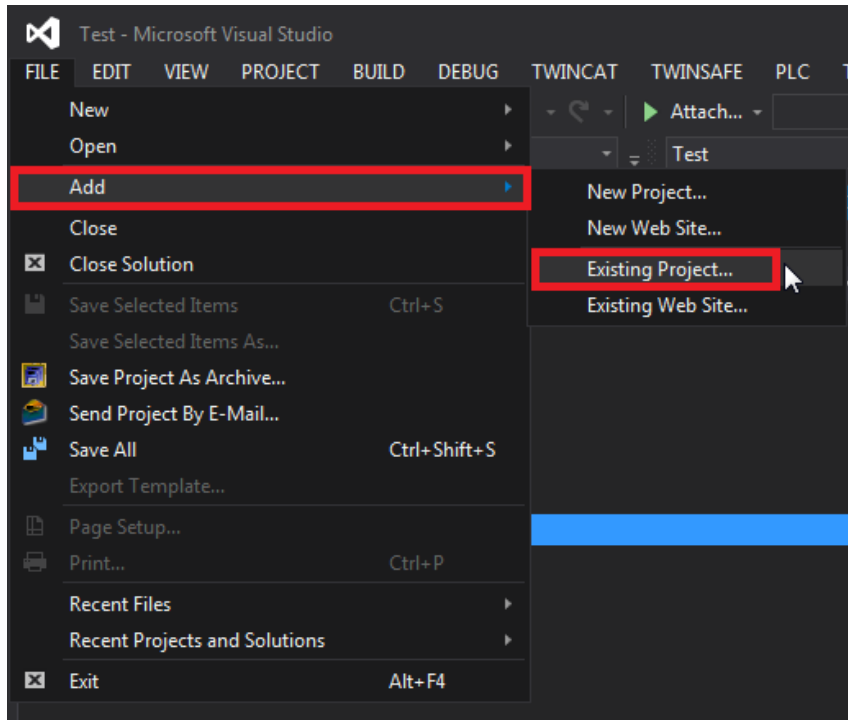 Test - Microsoft Visual Studio
FILE EDIT VIEW PROJECT BUILD DEBUG TWINCAT TWINSAFE PLC
New
Attach...
Open
Test
Add
New Project...
Close
New Web Site...
Close Solution
Existing Project...
Save Selected Items Ctrl+S
Existing Web Site...
Save Selected Items As...
Save Project As Archive...
Send Project By E-Mail...
Save All Ctrl+Shift+S
Export Template...
Page Setup...
Print... Ctrl+P
Recent Files
Recent Projects and Solutions
Exit Alt+F4